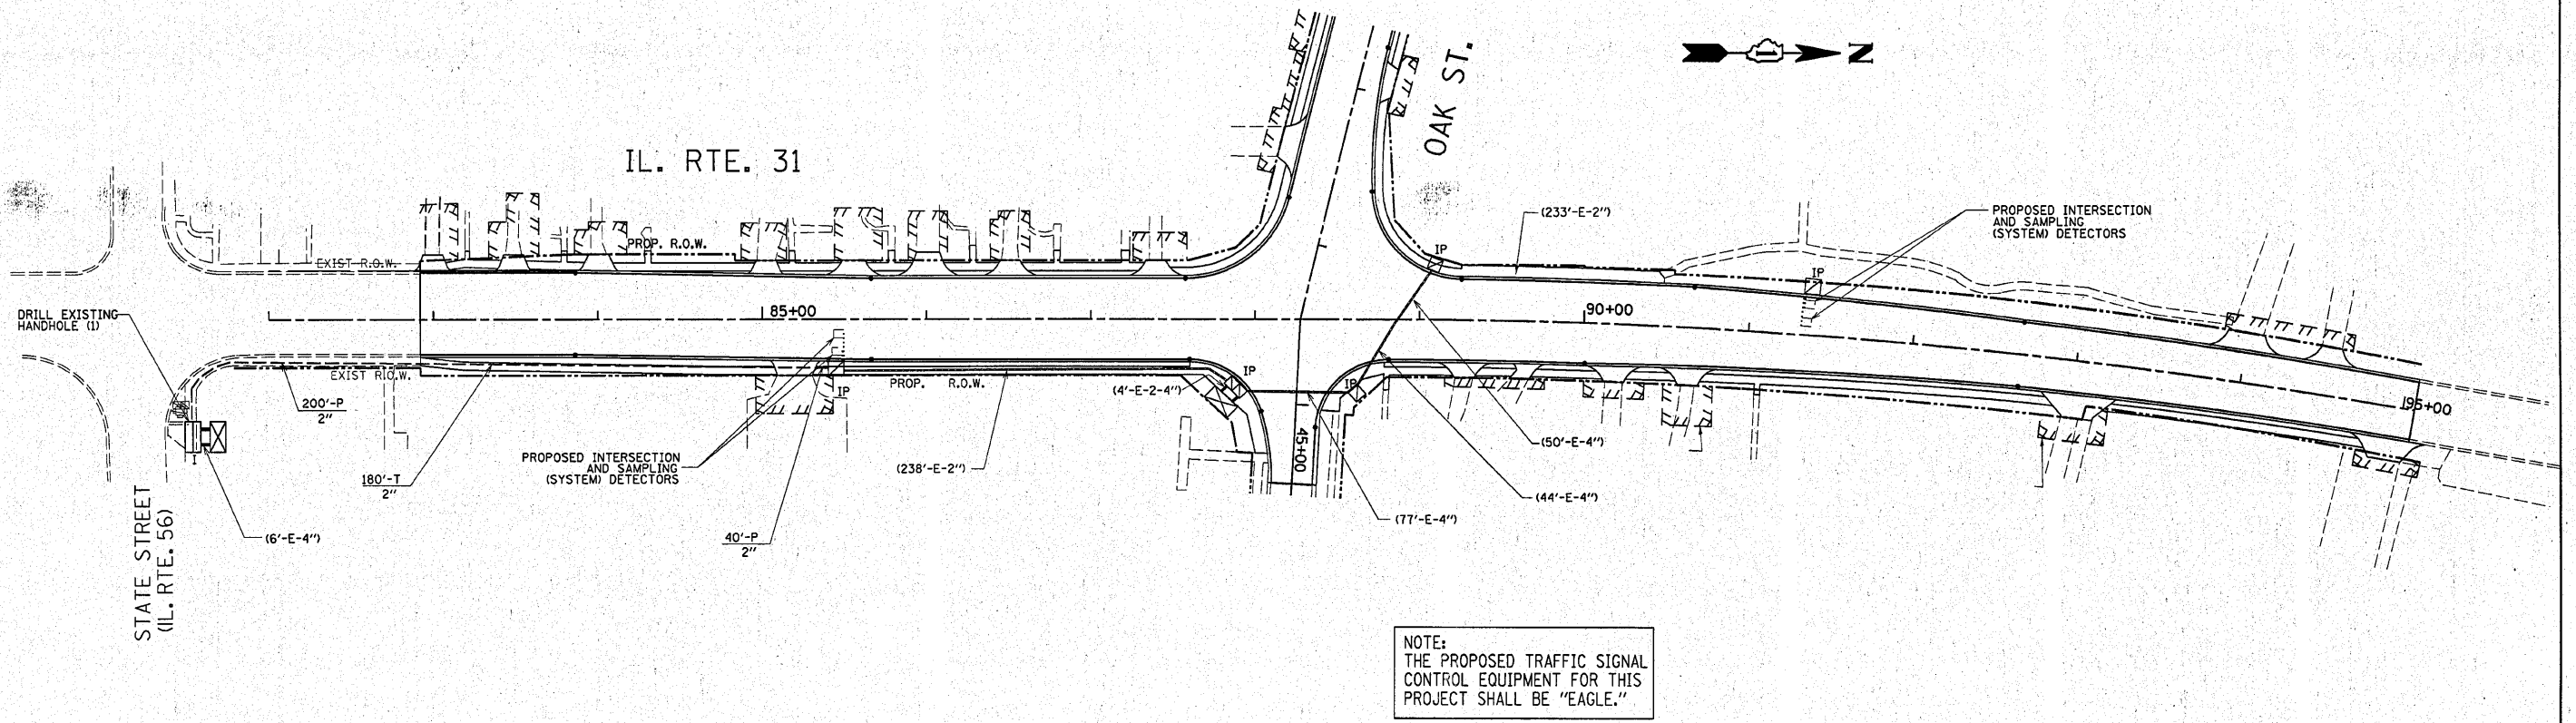 N
OAK ST.
IL. RTE. 31
(233'-E-2")
PROPOSED INTERSECTION
AND SAMPLING
(SYSTEM) DETECTORS
PROP. R.O.W.
EXIST R.O.W.
IP
IP
DRILL EXISTING
HANDHOLE (1)
85+00
90+00
95+00
EXIST R.O.W.
IP
PROP. R.O.W.
IP
IP
(4'-E-2-4")
200'-P
2"
45+00
(50'-E-4")
I
PROPOSED INTERSECTION
AND SAMPLING
(SYSTEM) DETECTORS
(238'-E-2")
180'-T
2"
(44'-E-4")
(77'-E-4")
STATE STREET
(IL. RTE. 56)
(6'-E-4")
40'-P
2"
NOTE:
THE PROPOSED TRAFFIC SIGNAL
CONTROL EQUIPMENT FOR THIS
PROJECT SHALL BE "EAGLE."